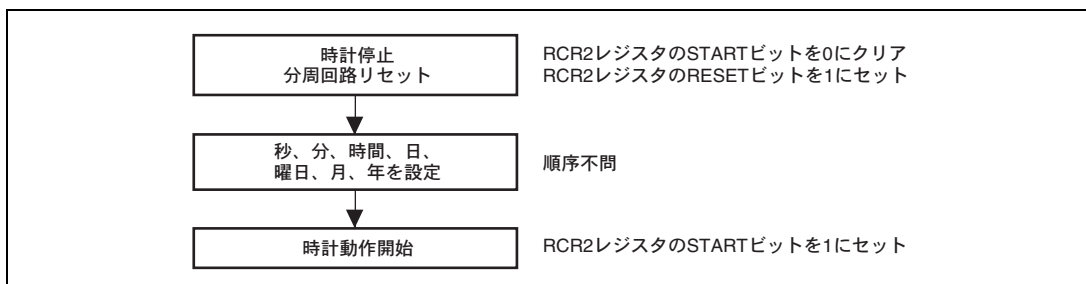 時計停止
分周回路リセット
RCR2レジスタのSTARTビットを0にクリア
RCR2レジスタのRESETビットを1にセット
秒、分、時間、日、
曜日、月、年を設定
順序不問
時計動作開始
RCR2レジスタのSTARTビットを1にセット